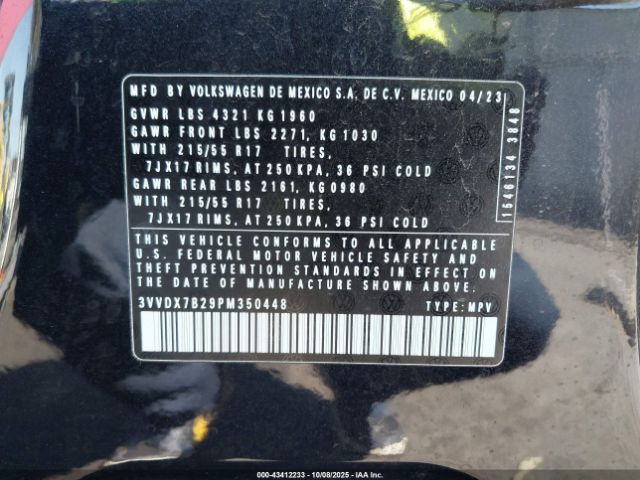 MFD BY VOLKSWAGEN DE MEXICO S.A. DE C.V. MEXICO 04/23
GVWR LBS 4321 KG 1960
GAWR FRONT LBS 2271, KG 1030
WITH 215/55 R17 TIRES,
7JX17 RIMS, AT 250 KPA, 36 PSI COLD
GAWR REAR LBS 2161, KG 0980
WITH 215/55 R17 TIRES,
7JX17 RIMS, AT 250 KPA, 36 PSI COLD
1546134 3848
THIS VEHICLE CONFORMS TO ALL APPLICABLE
U.S. FEDERAL MOTOR VEHICLE SAFETY AND
THEFT PREVENTION STANDARDS IN EFFECT ON THE
DATE OF MANUFACTURE SHOWN ABOVE.
3VVDX7B29PM350448 TYPE: MPV
000-43412233 - 10/08/2025 - IAAI.com